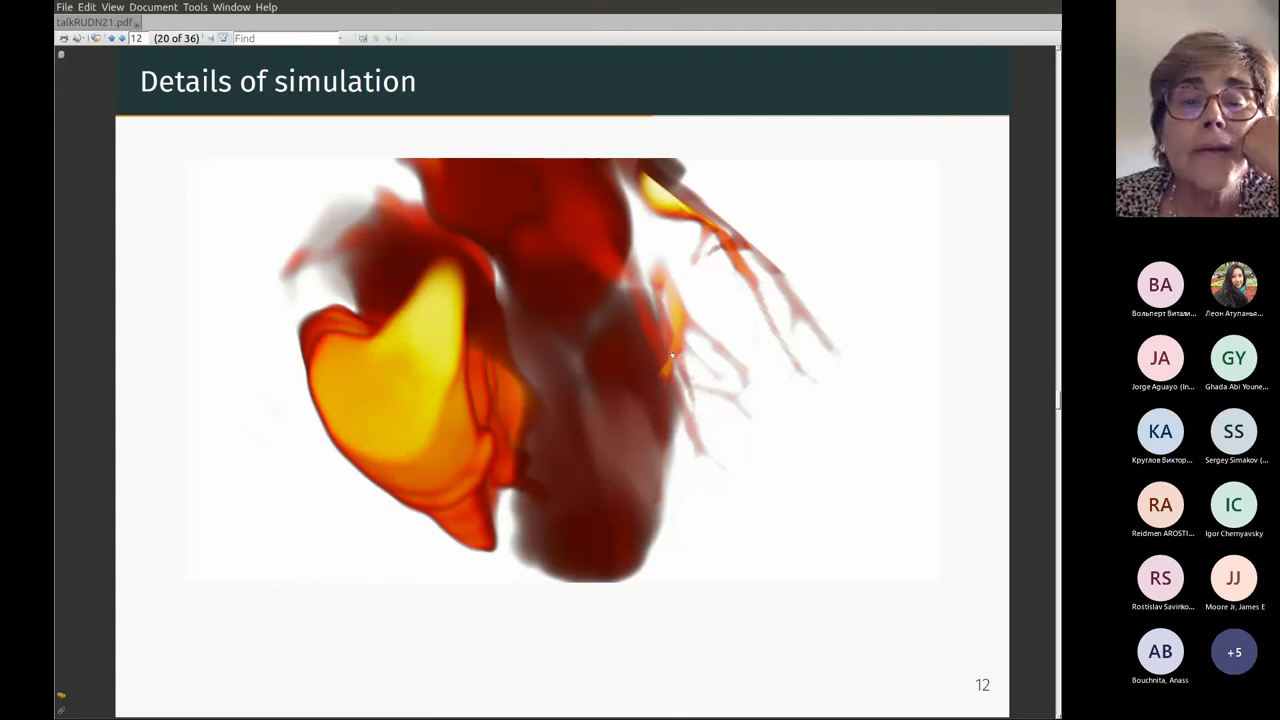 File Edit View Document Tools Window Help
talkRUDN21.pdf
12 (20 of 36) Find
Details of simulation
12
BA
Вольперт Витали...
Леон Атупанья...
JA GY
Jorge Aguayo (In... Ghada Abi Youne...
KA SS
Круглов Виктор... Sergey Simakov (...
RA IC
Reidmen AROSTI... Igor Chernyavsky
RS JJ
Rostislav Savinko... Moore Jr, James E
AB +5
Bouchnita, Anass